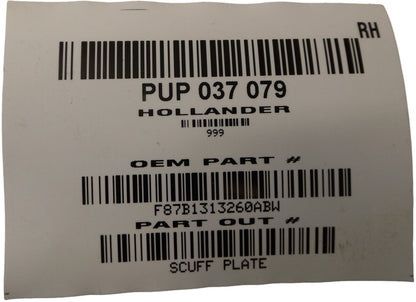 RH
PUP 037 079
HOLLANDER
999
OEM PART #
F87B1313260ABW
PART OUT #
SCUFF PLATE